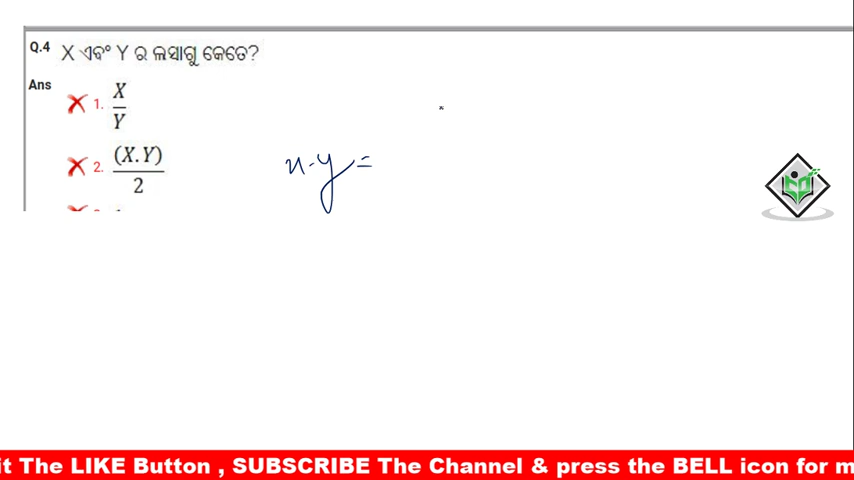 Q.4 X ଏବଂ Y ର ଲସାଗୁ କେତେ?
Ans
1. X/Y
2. (X.Y)/2
x·y =
it The LIKE Button , SUBSCRIBE The Channel & press the BELL icon for m